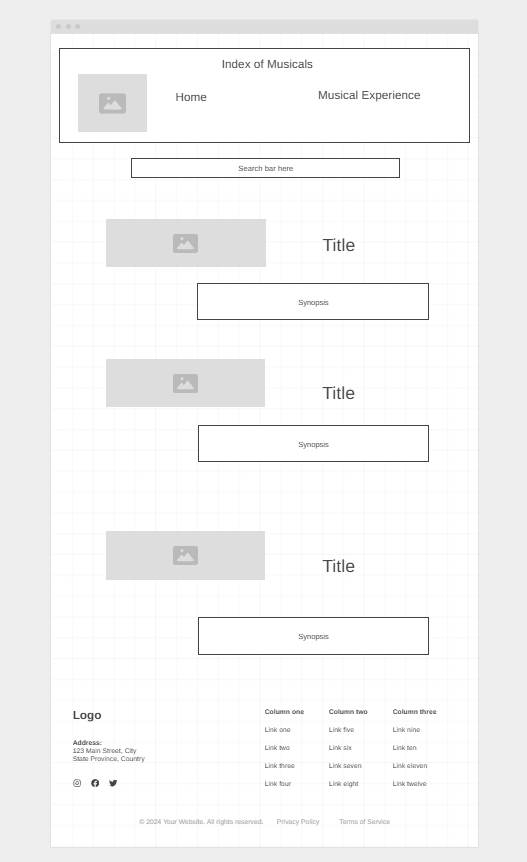 Index of Musicals
Home
Musical Experience
Search bar here
Title
Synopsis
Title
Synopsis
Title
Synopsis
Logo
Address:
123 Main Street, City
State Province, Country
Column one
Link one
Link two
Link three
Link four
Column two
Link five
Link six
Link seven
Link eight
Column three
Link nine
Link ten
Link eleven
Link twelve
© 2024 Your Website. All rights reserved. Privacy Policy Terms of Service